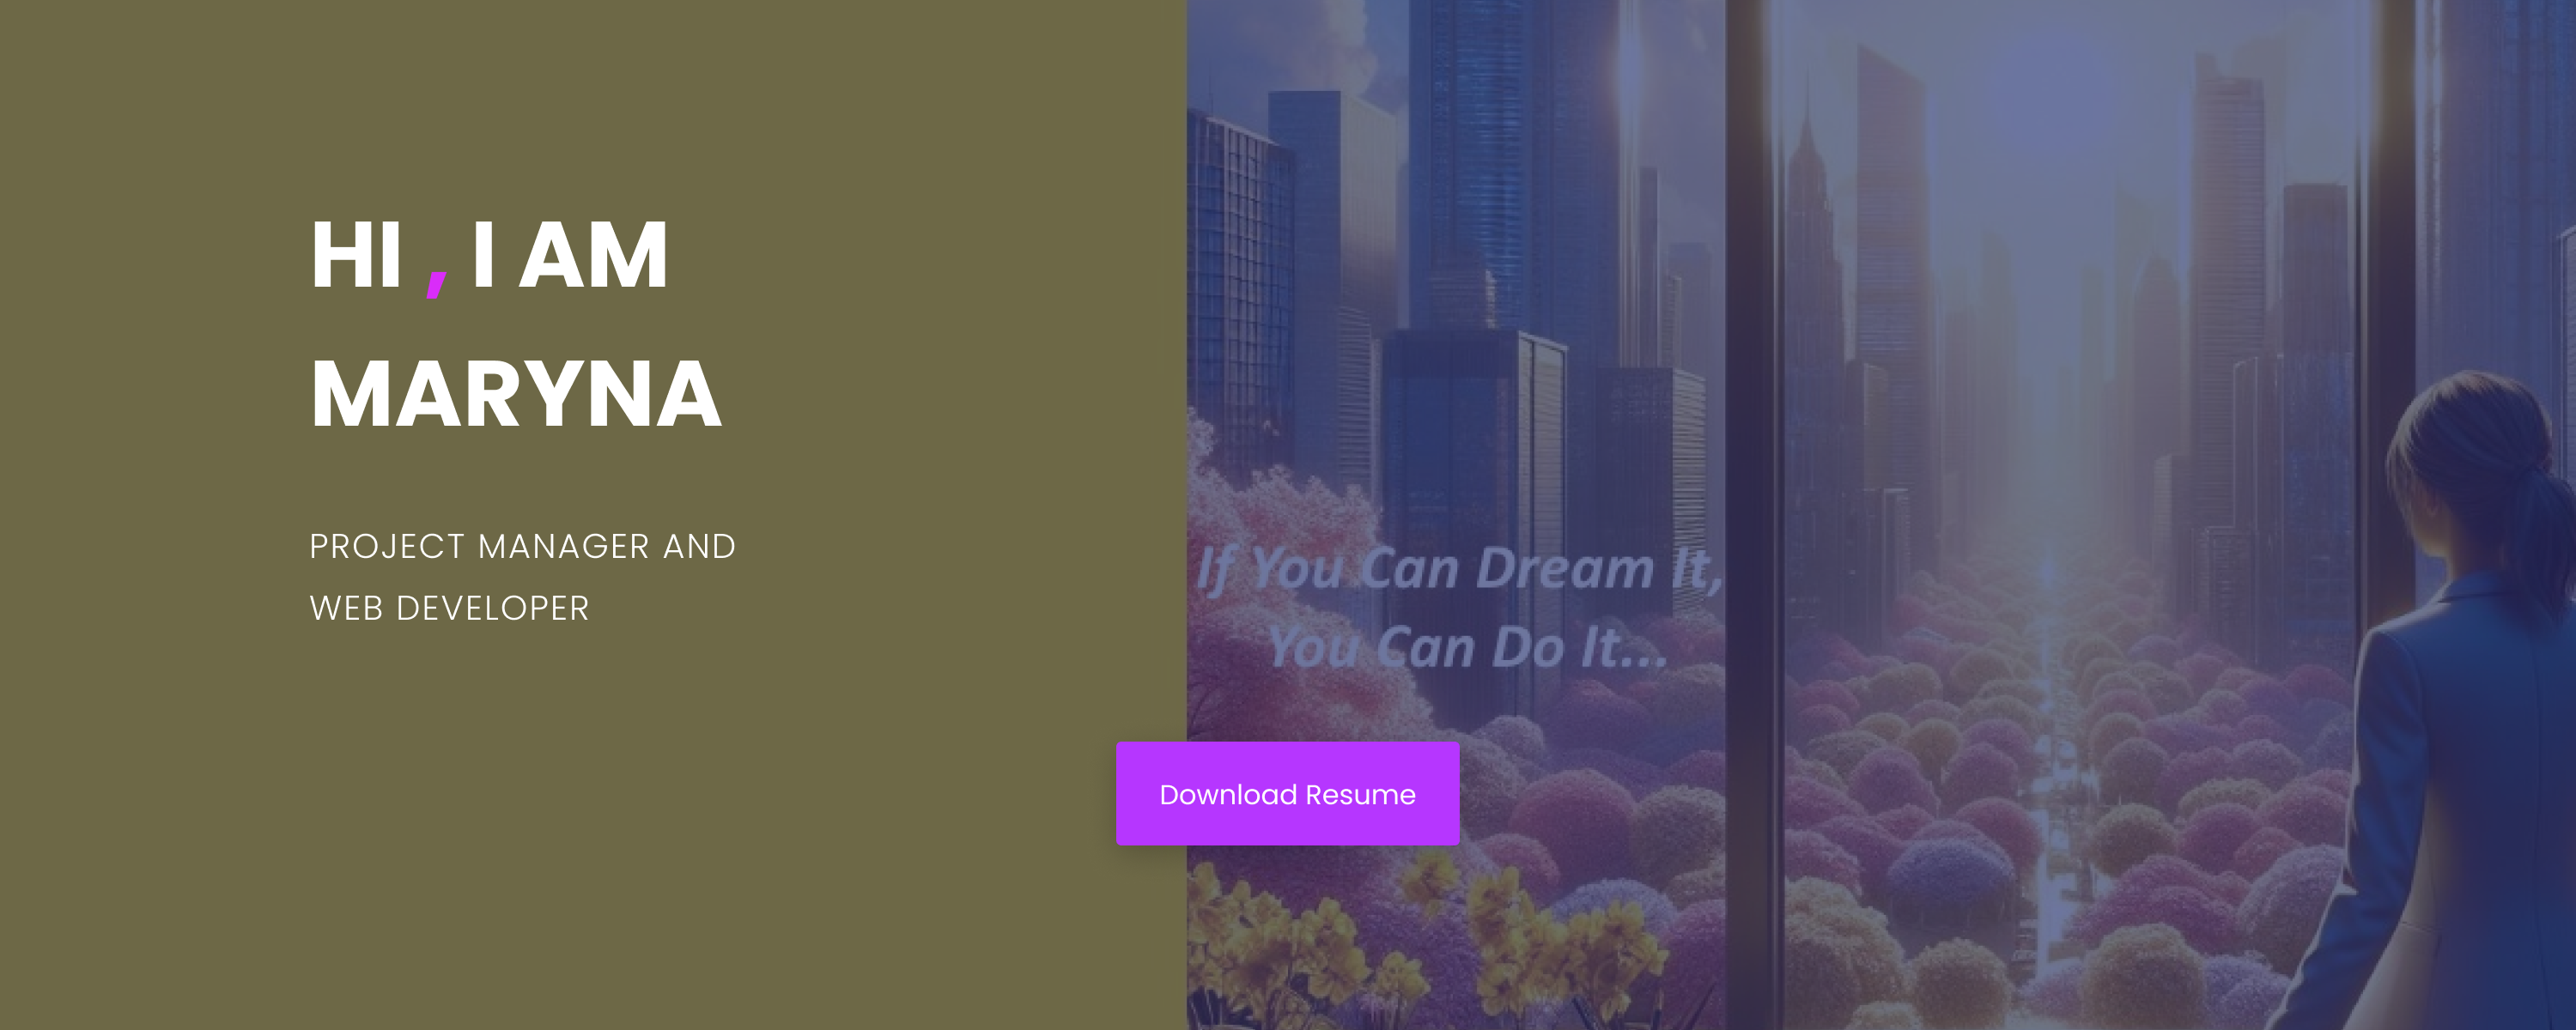 HI , I AM
MARYNA
PROJECT MANAGER AND
WEB DEVELOPER
If You Can Dream It,
You Can Do It...
Download Resume